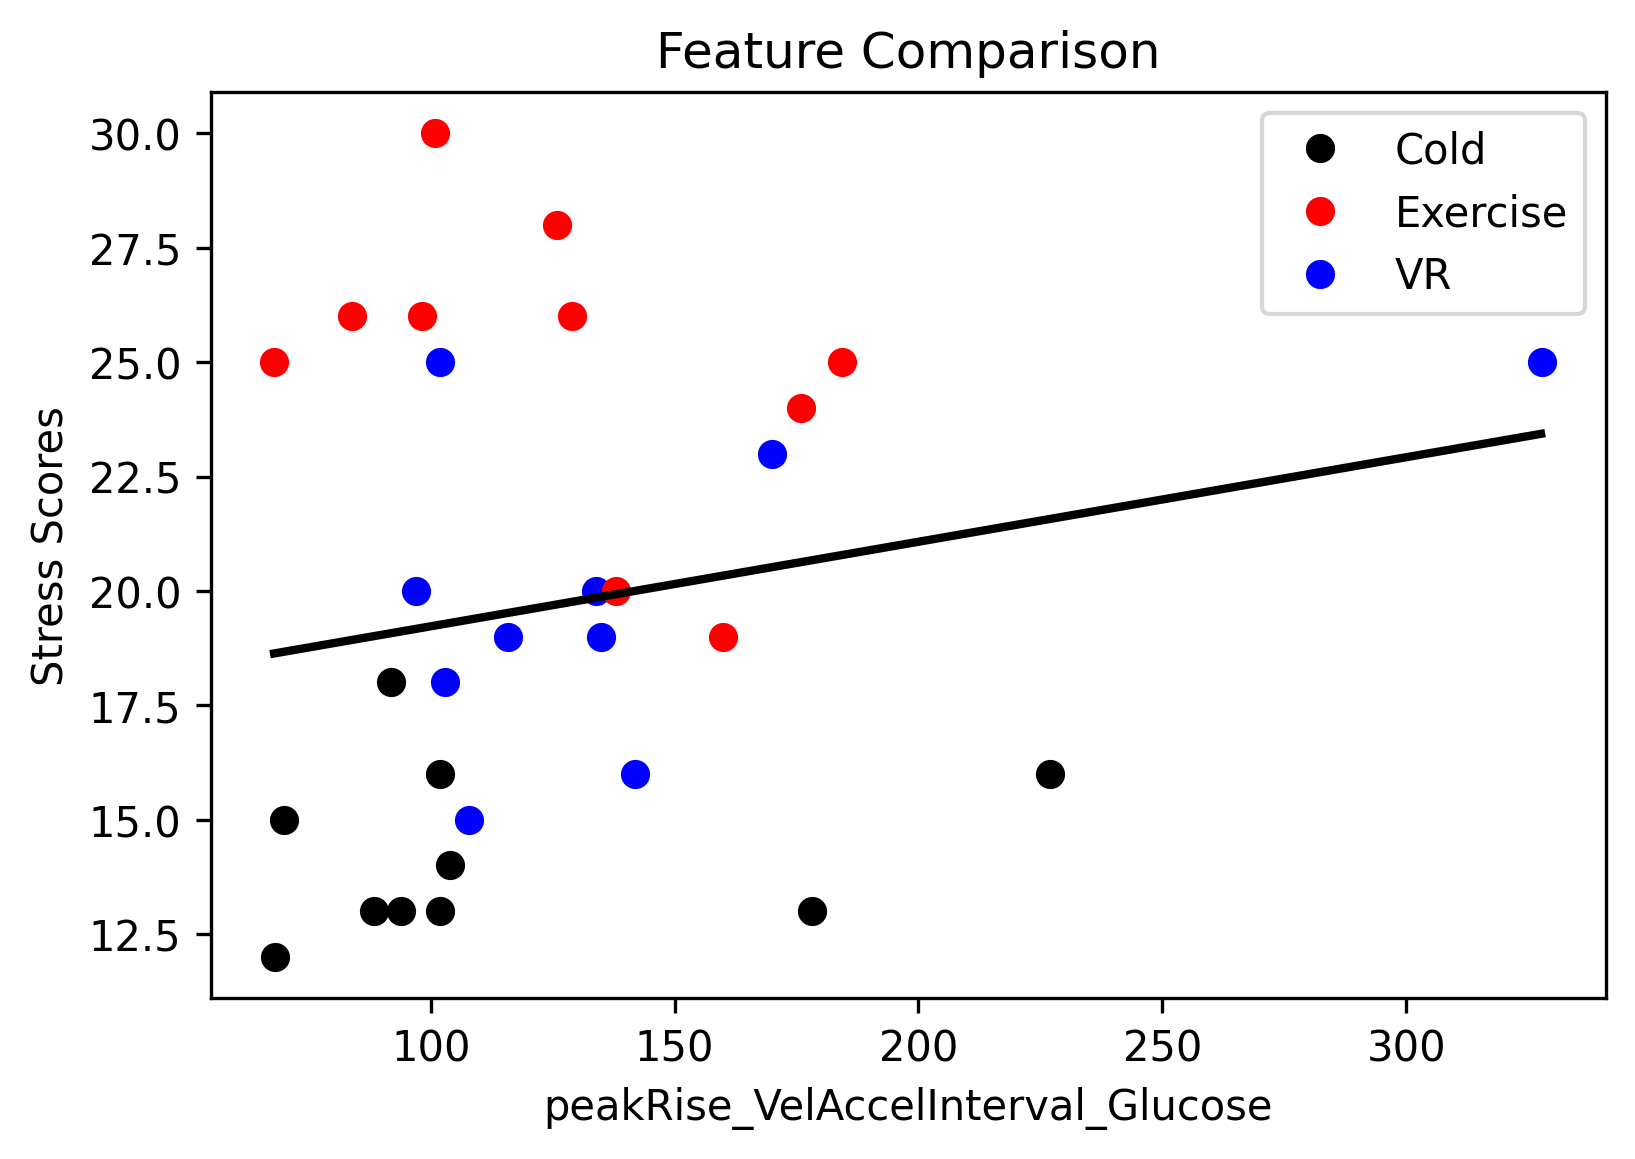 Feature Comparison
Cold
Exercise
VR
30.0
27.5
25.0
22.5
20.0
17.5
15.0
12.5
Stress Scores
100 150 200 250 300
peakRise_VelAccelInterval_Glucose